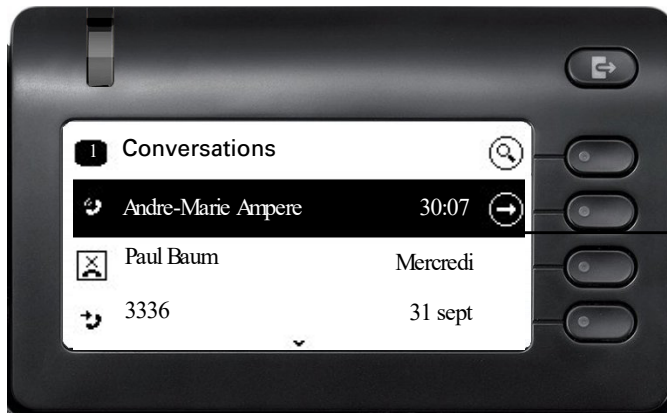 1 Conversations
Andre-Marie Ampere 30:07
Paul Baum Mercredi
3336 31 sept